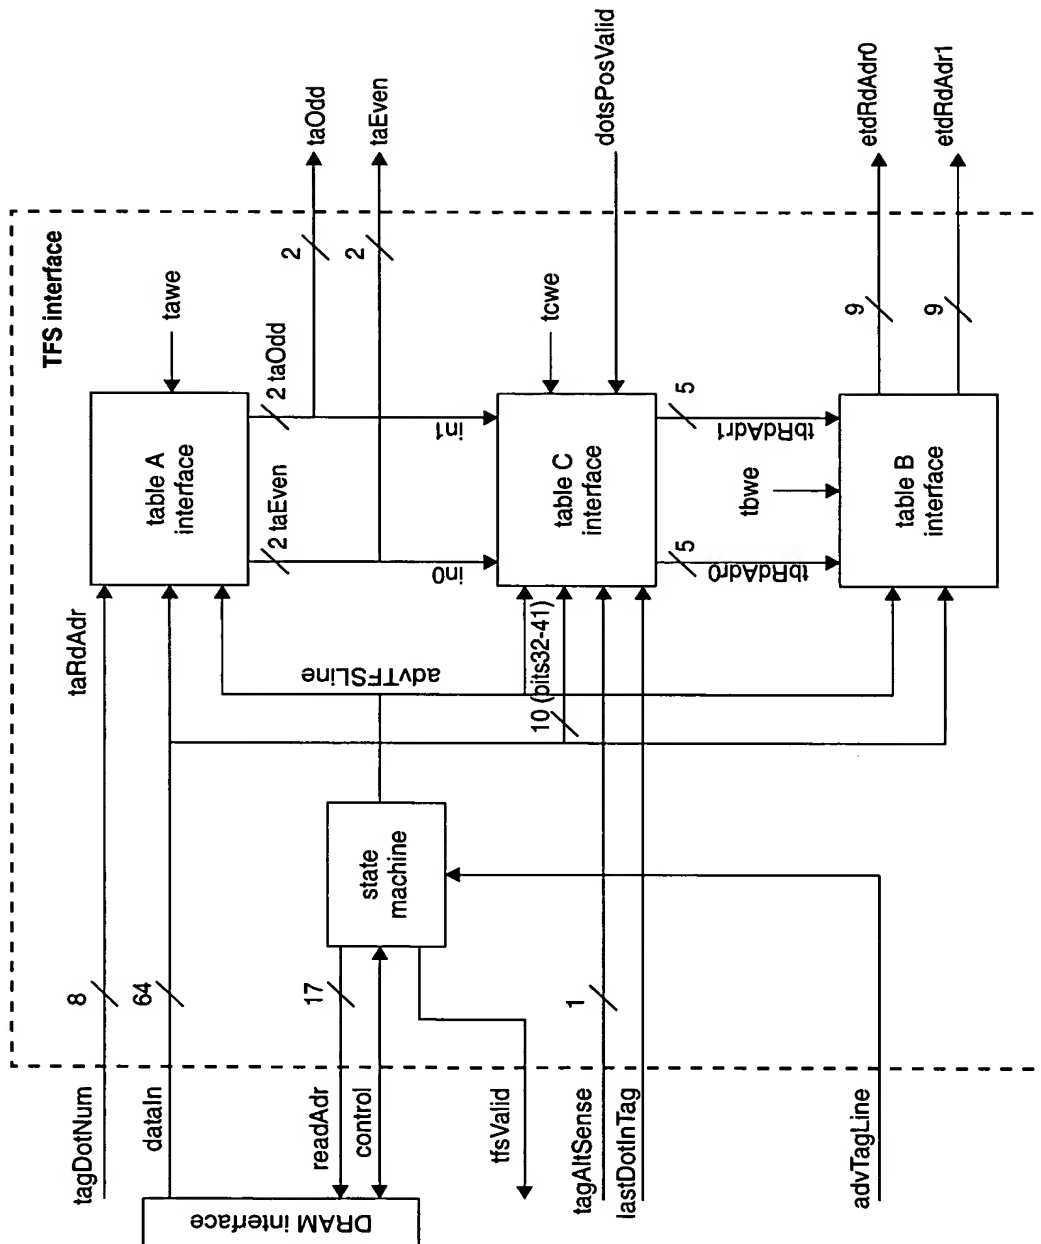 TFS interface
tagDotNum
8
taRdAdr
dataIn
64
table A
interface
tawe
2 taEven
2 taOdd
2
taOdd
2
taEven
DRAM interface
readAdr
17
control
state
machine
tfsValid
advTFSLine
10 (bits32-41)
in0
in1
table C
interface
tcwe
dotsPosValid
tagAltSense
1
lastDotInTag
5
tbRdAdr0
5
tbRdAdr1
tbwe
advTagLine
table B
interface
9
etdRdAdr0
9
etdRdAdr1